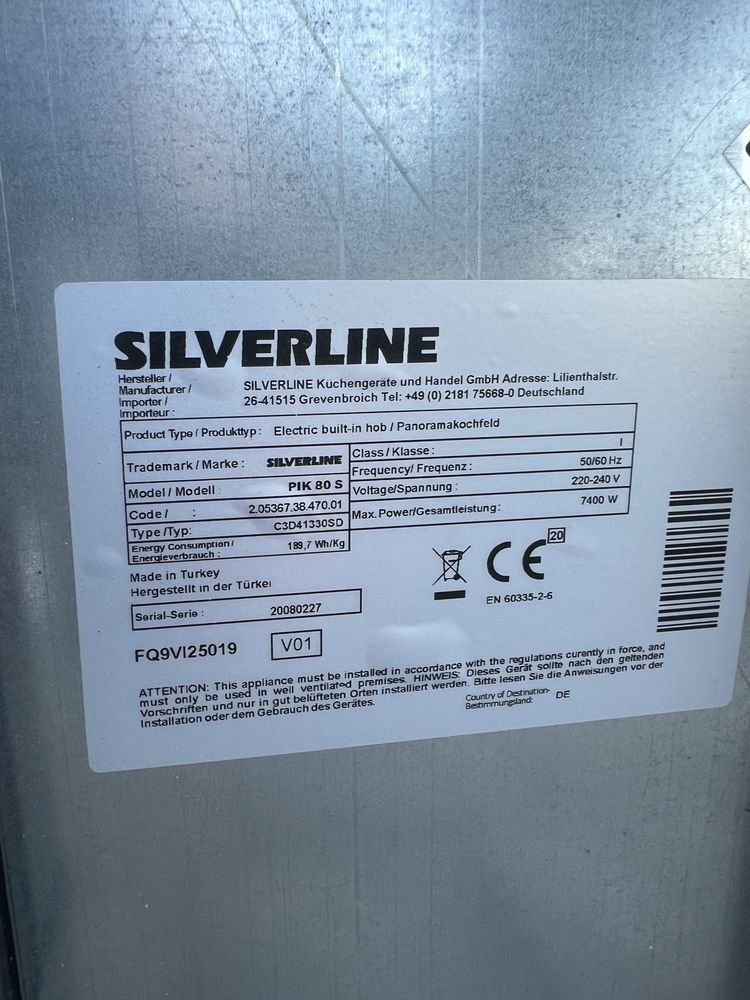 SILVERLINE
Hersteller /
Manufacturer /
Importer /
Importeur :
SILVERLINE Küchengeräte und Handel GmbH Adresse: Lilienthalstr.
26-41515 Grevenbroich Tel: +49 (0) 2181 75668-0 Deutschland
Product Type / Produkttyp: Electric built-in hob / Panoramakochfeld
Trademark / Marke : SILVERLINE
Model / Modell PIK 80 S
Code / : 2.05367.38.470.01
Type /Typ: C3D41330SD
Energy Consumption /
Energieverbrauch : 189,7 Wh/Kg
Class / Klasse : I
Frequency/ Frequenz : 50/60 Hz
Voltage/Spannung : 220-240 V
Max. Power/Gesamtleistung: 7400 W
Made in Turkey
Hergestellt in der Türkei
Serial-Serie : 20080227
FQ9VI25019 V01
CE 20
EN 60335-2-6
ATTENTION: This appliance must be installed in accordance with the regulations curently in force, and
must only be used in well ventilated premises. HINWEIS: Dieses Gerät sollte nach den geltenden
Vorschriften und nur in gut belüfteten Orten installiert werden. Bitte lesen Sie die Anweisungen vor der
Installation oder dem Gebrauch des Gerätes.
Country of Destination-
Bestimmungsland: DE